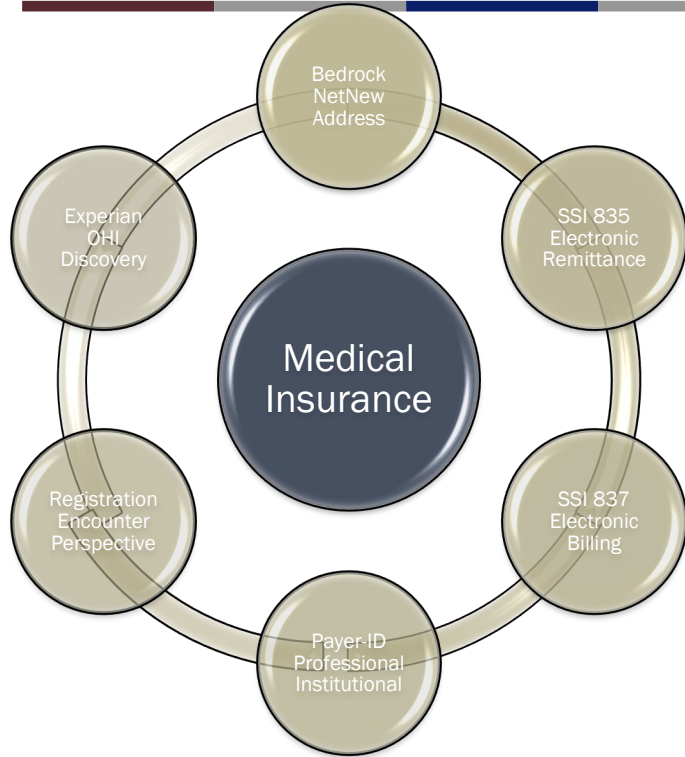 Bedrock
NetNew
Address
SSI 835
Electronic
Remittance
SSI 837
Electronic
Billing
Payer-ID
Professional
Institutional
Registration
Encounter
Perspective
Experian
OHI
Discovery
Medical
Insurance